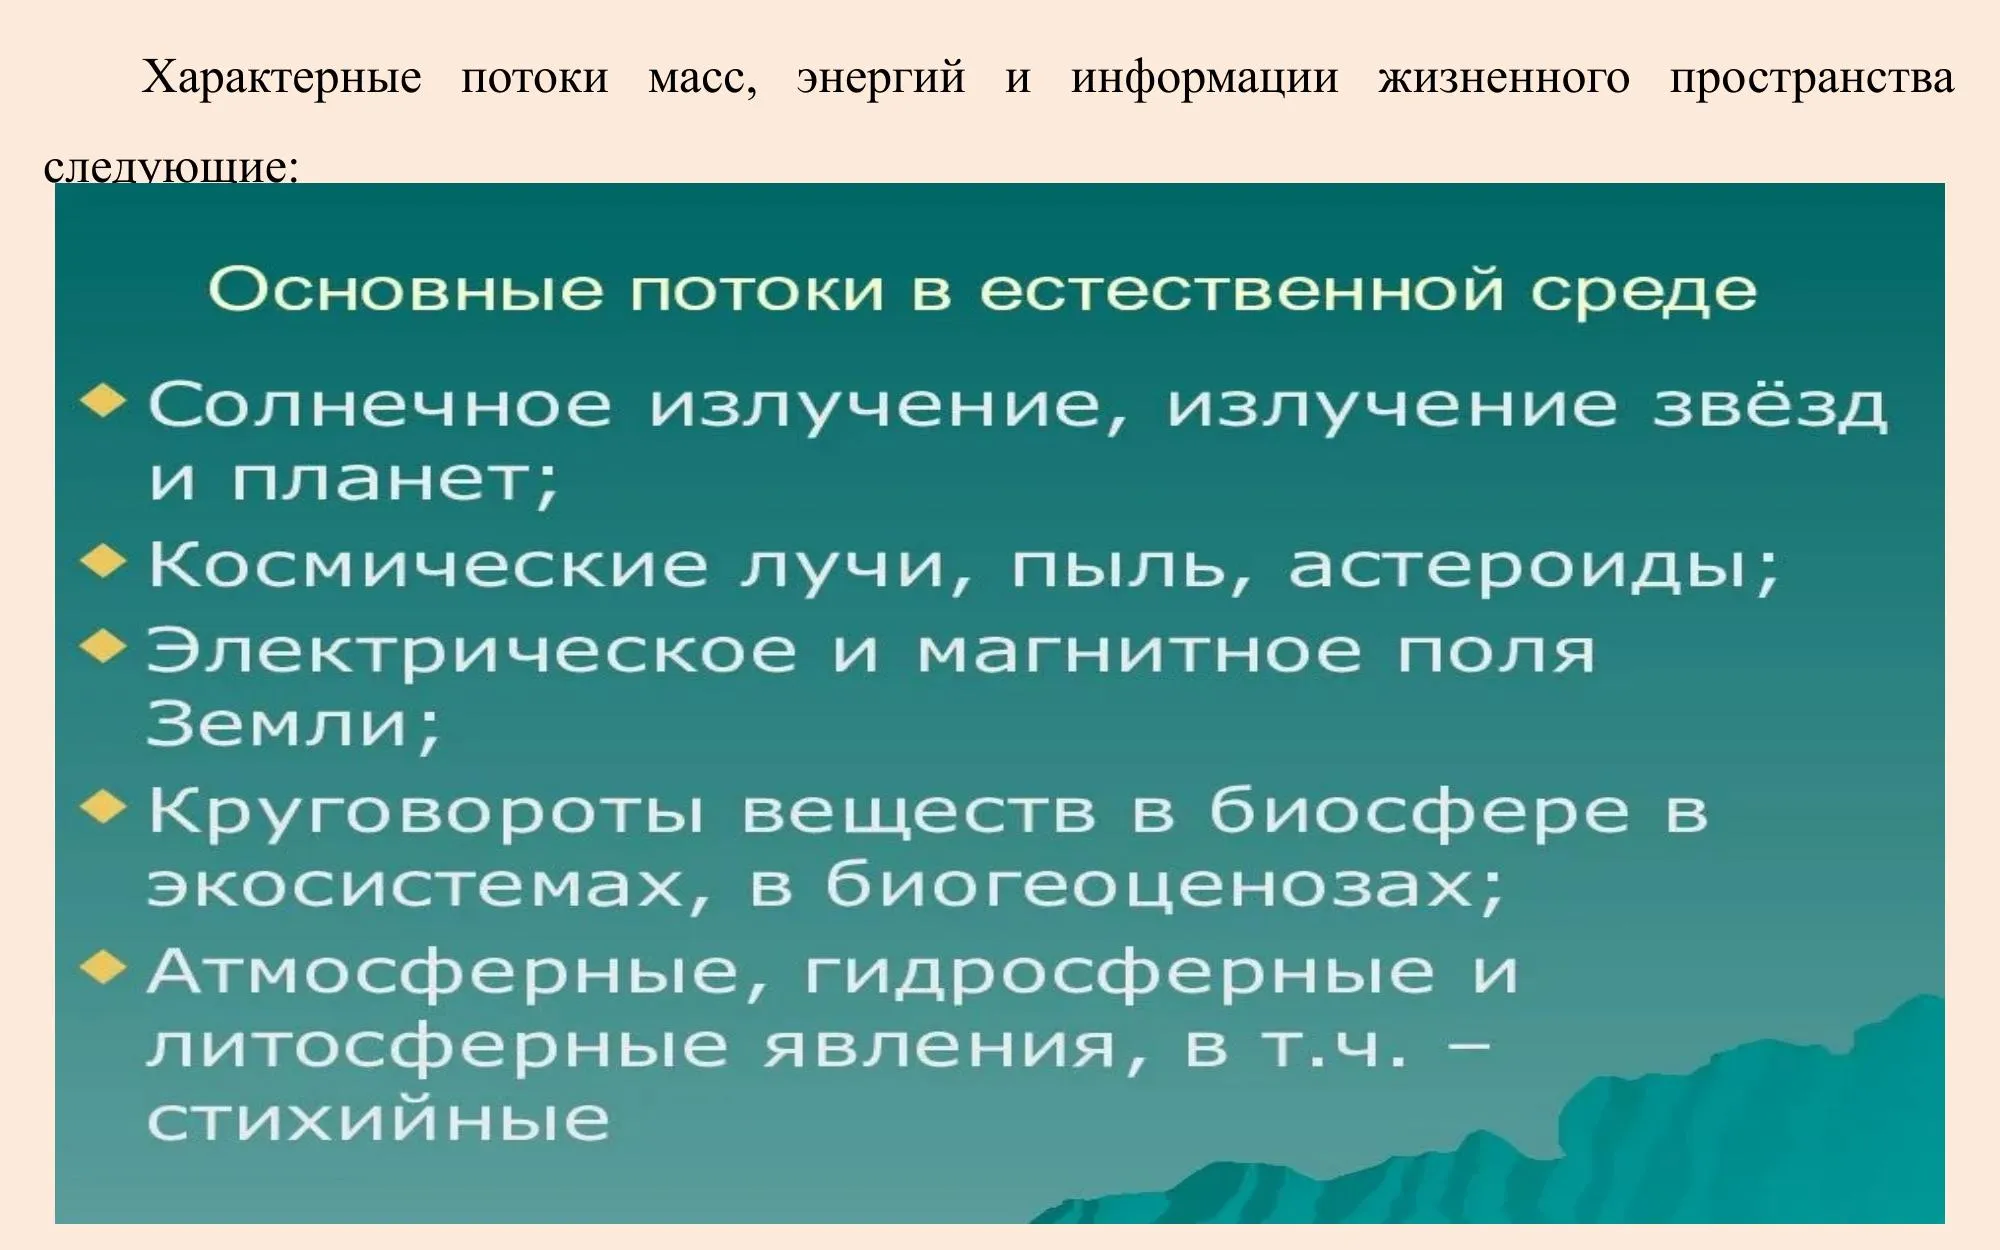 Характерные потоки масс, энергий и информации жизненного пространства
следующие:
Основные потоки в естественной среде
Солнечное излучение, излучение звёзд
и планет;
Космические лучи, пыль, астероиды;
Электрическое и магнитное поля
Земли;
Круговороты веществ в биосфере в
экосистемах, в биогеоценозах;
Атмосферные, гидросферные и
литосферные явления, в т.ч. –
стихийные